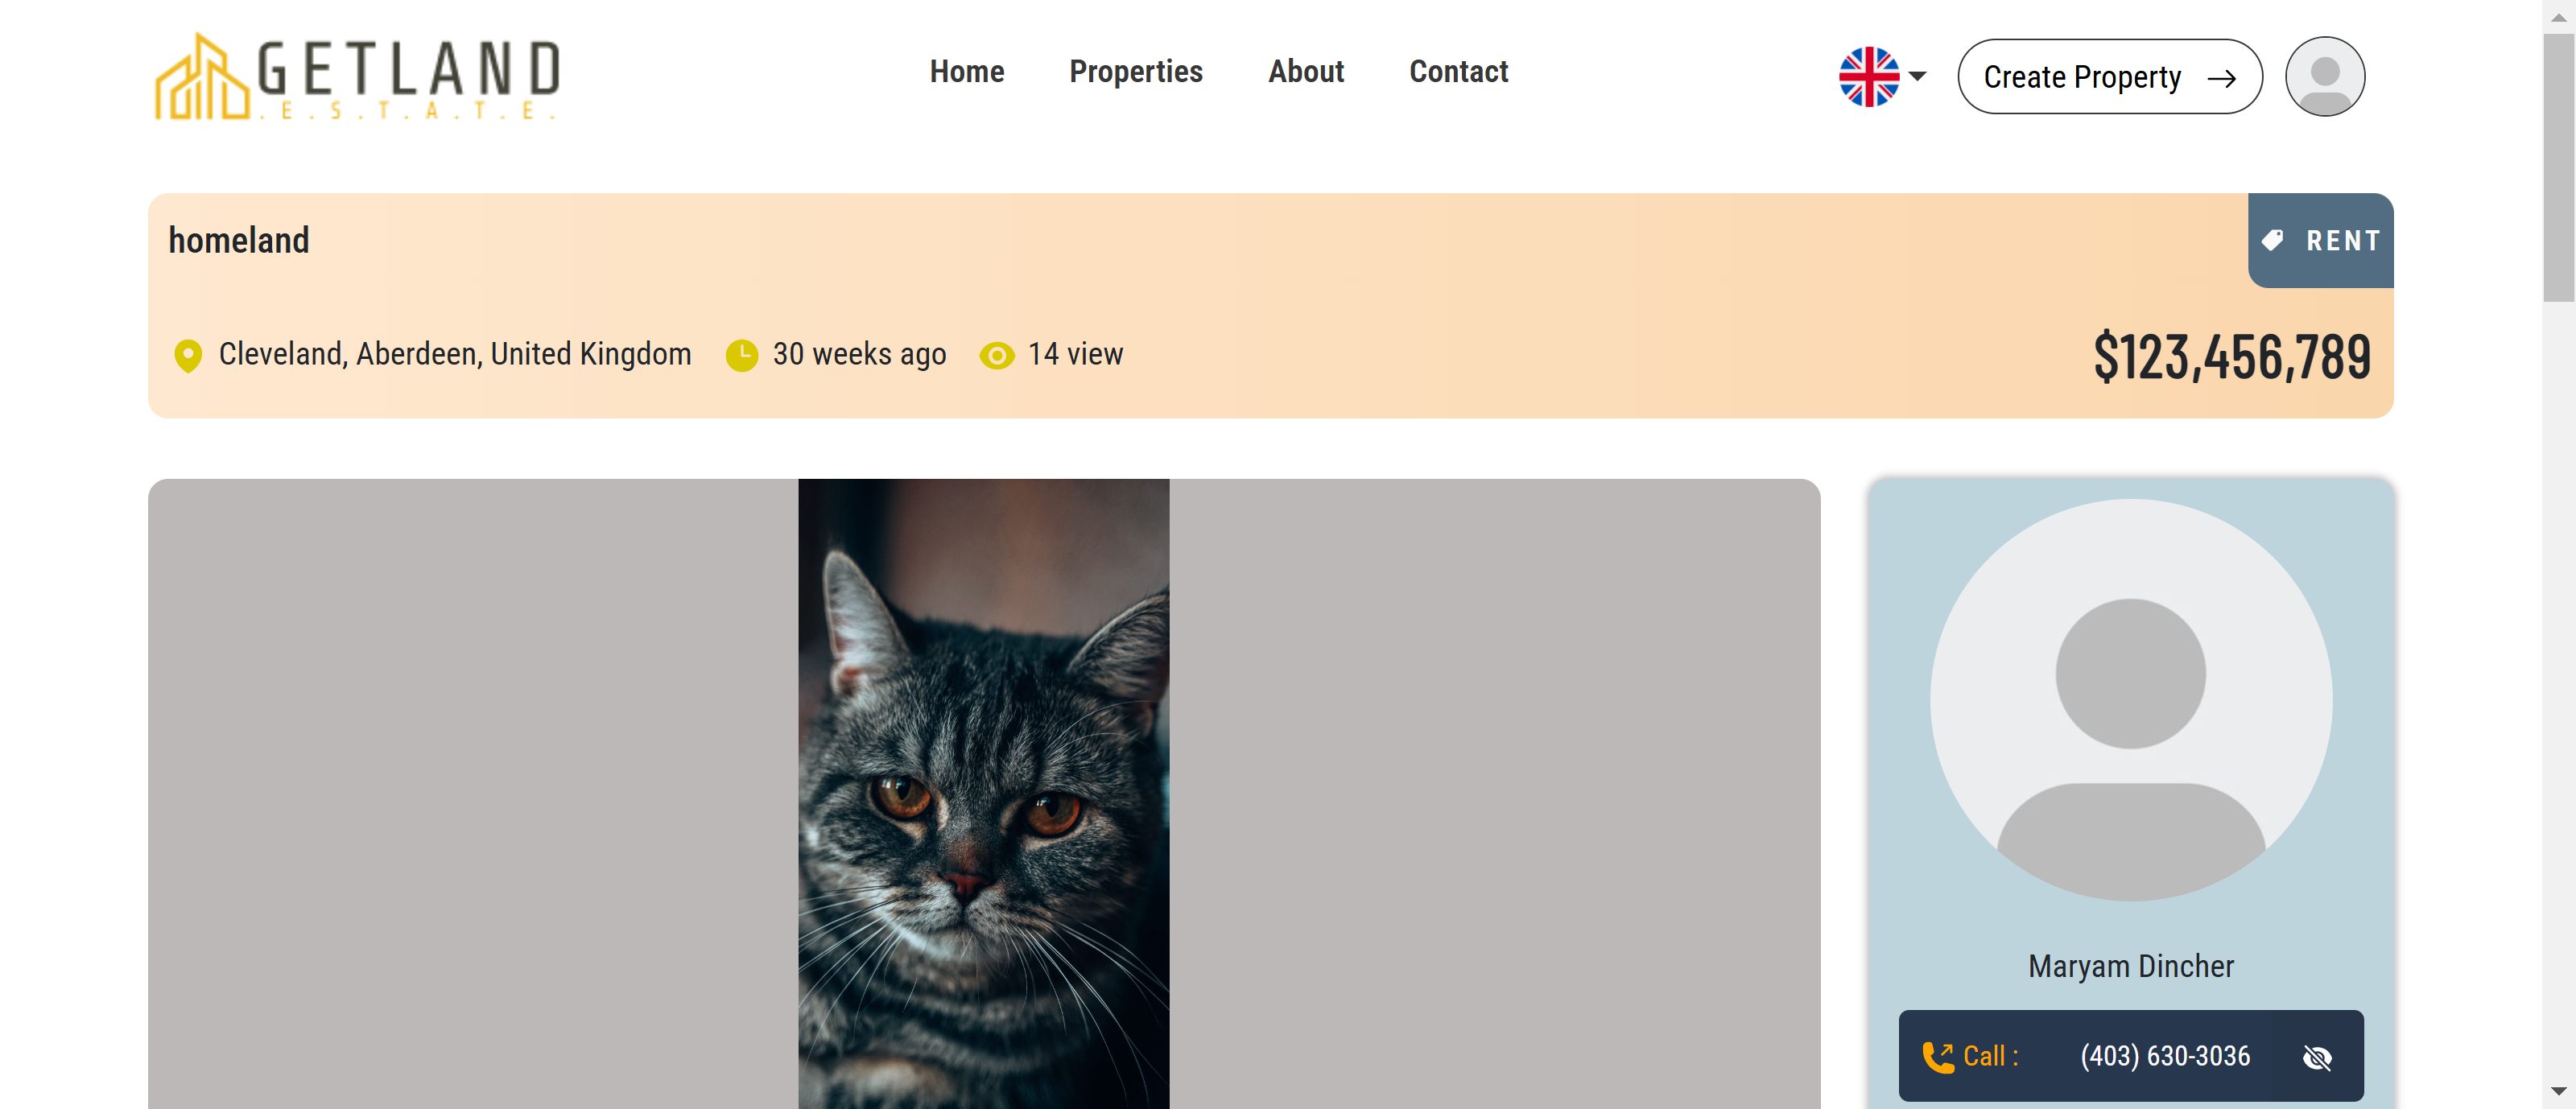 GETLAND
.E.S.T.A.T.E.
Home Properties About Contact
Create Property
homeland
RENT
Cleveland, Aberdeen, United Kingdom 30 weeks ago 14 view
$123,456,789
Maryam Dincher
Call : (403) 630-3036